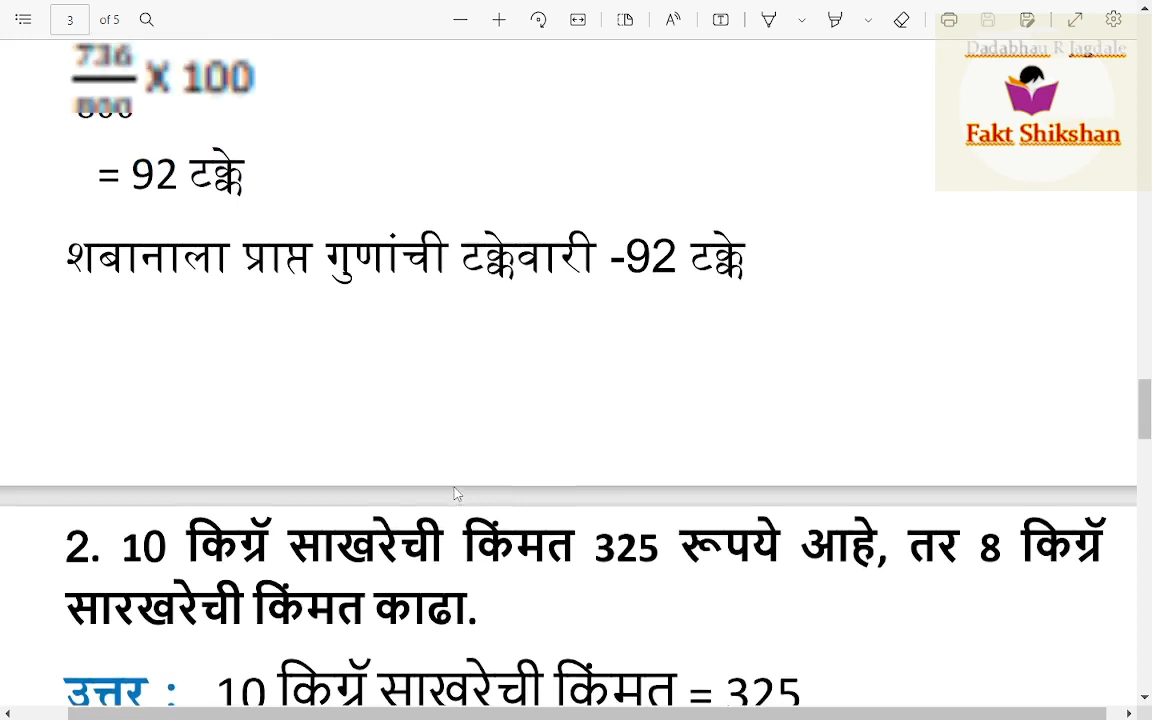 3 of 5
Dadabhau R Jagdale
Fakt Shikshan
736
800
X 100
= 92 टक्के
शबानाला प्राप्त गुणांची टक्केवारी -92 टक्के
2. 10 किग्रॅ साखरेची किंमत 325 रूपये आहे, तर 8 किग्रॅ
सारखरेची किंमत काढा.
उत्तर : 10 किग्रॅ साखरेची किंमत = 325